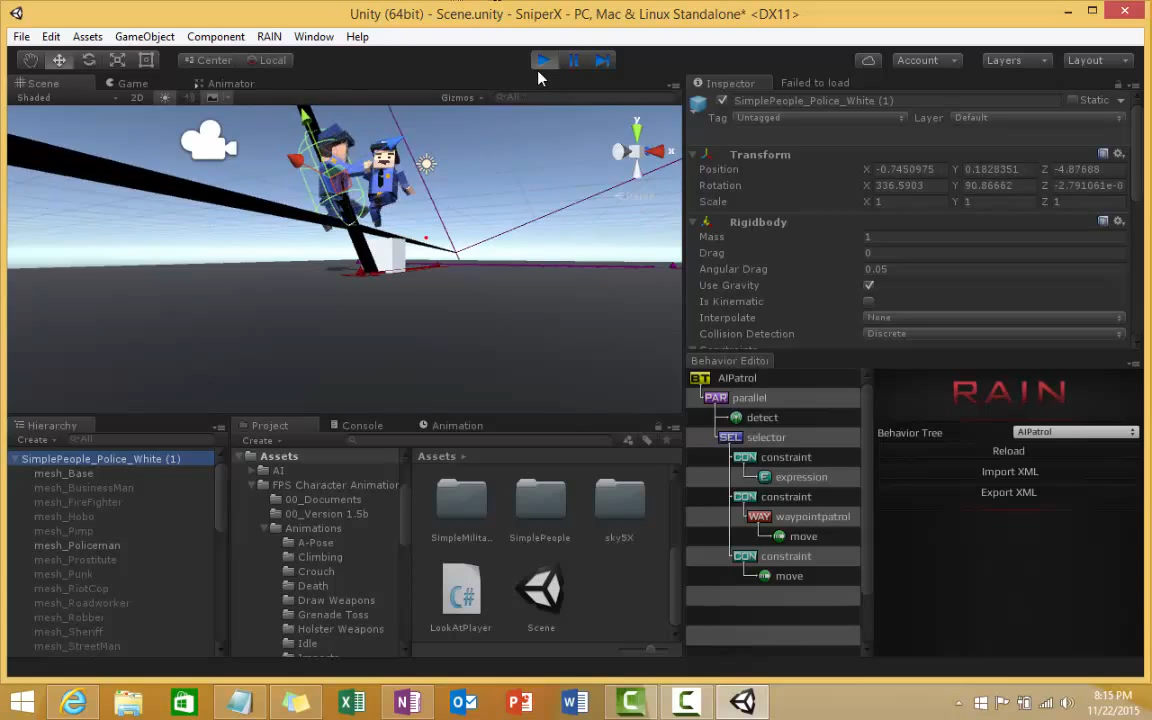 Unity (64bit) - Scene.unity - SniperX - PC, Mac & Linux Standalone* <DX11>
File Edit Assets GameObject Component RAIN Window Help
Center Local Account Layers Layout
Scene Game Animator
Shaded 2D Gizmos All
y
x
Inspector Failed to load
SimplePeople_Police_White (1) Static
Tag Untagged Layer Default
Transform
Position X -0.7450975 Y 0.1828351 Z -4.87688
Rotation X 336.5903 Y 90.86662 Z -2.791061e-0
Scale X 1 Y 1 Z 1
Rigidbody
Mass 1
Drag 0
Angular Drag 0.05
Use Gravity
Is Kinematic
Interpolate None
Collision Detection Discrete
Constraints
Behavior Editor
BT AIPatrol
PAR parallel
detect
SEL selector
CON constraint
E expression
CON constraint
WAY waypointpatrol
move
CON constraint
move
RAIN
Behavior Tree AIPatrol
Reload
Import XML
Export XML
Hierarchy
Create All
SimplePeople_Police_White (1)
mesh_Base
mesh_BusinessMan
mesh_FireFighter
mesh_Hobo
mesh_Pimp
mesh_Policeman
mesh_Prostitute
mesh_Punk
mesh_RiotCop
mesh_Roadworker
mesh_Robber
mesh_Sheriff
mesh_StreetMan
Project Console Animation
Create
Assets
AI
FPS Character Animation
00_Documents
00_Version 1.5b
Animations
A-Pose
Climbing
Crouch
Death
Draw Weapons
Grenade Toss
Holster Weapons
Idle
Assets
SimpleMilita... SimplePeople sky5X
C#
LookAtPlayer Scene
8:15 PM
11/22/2015